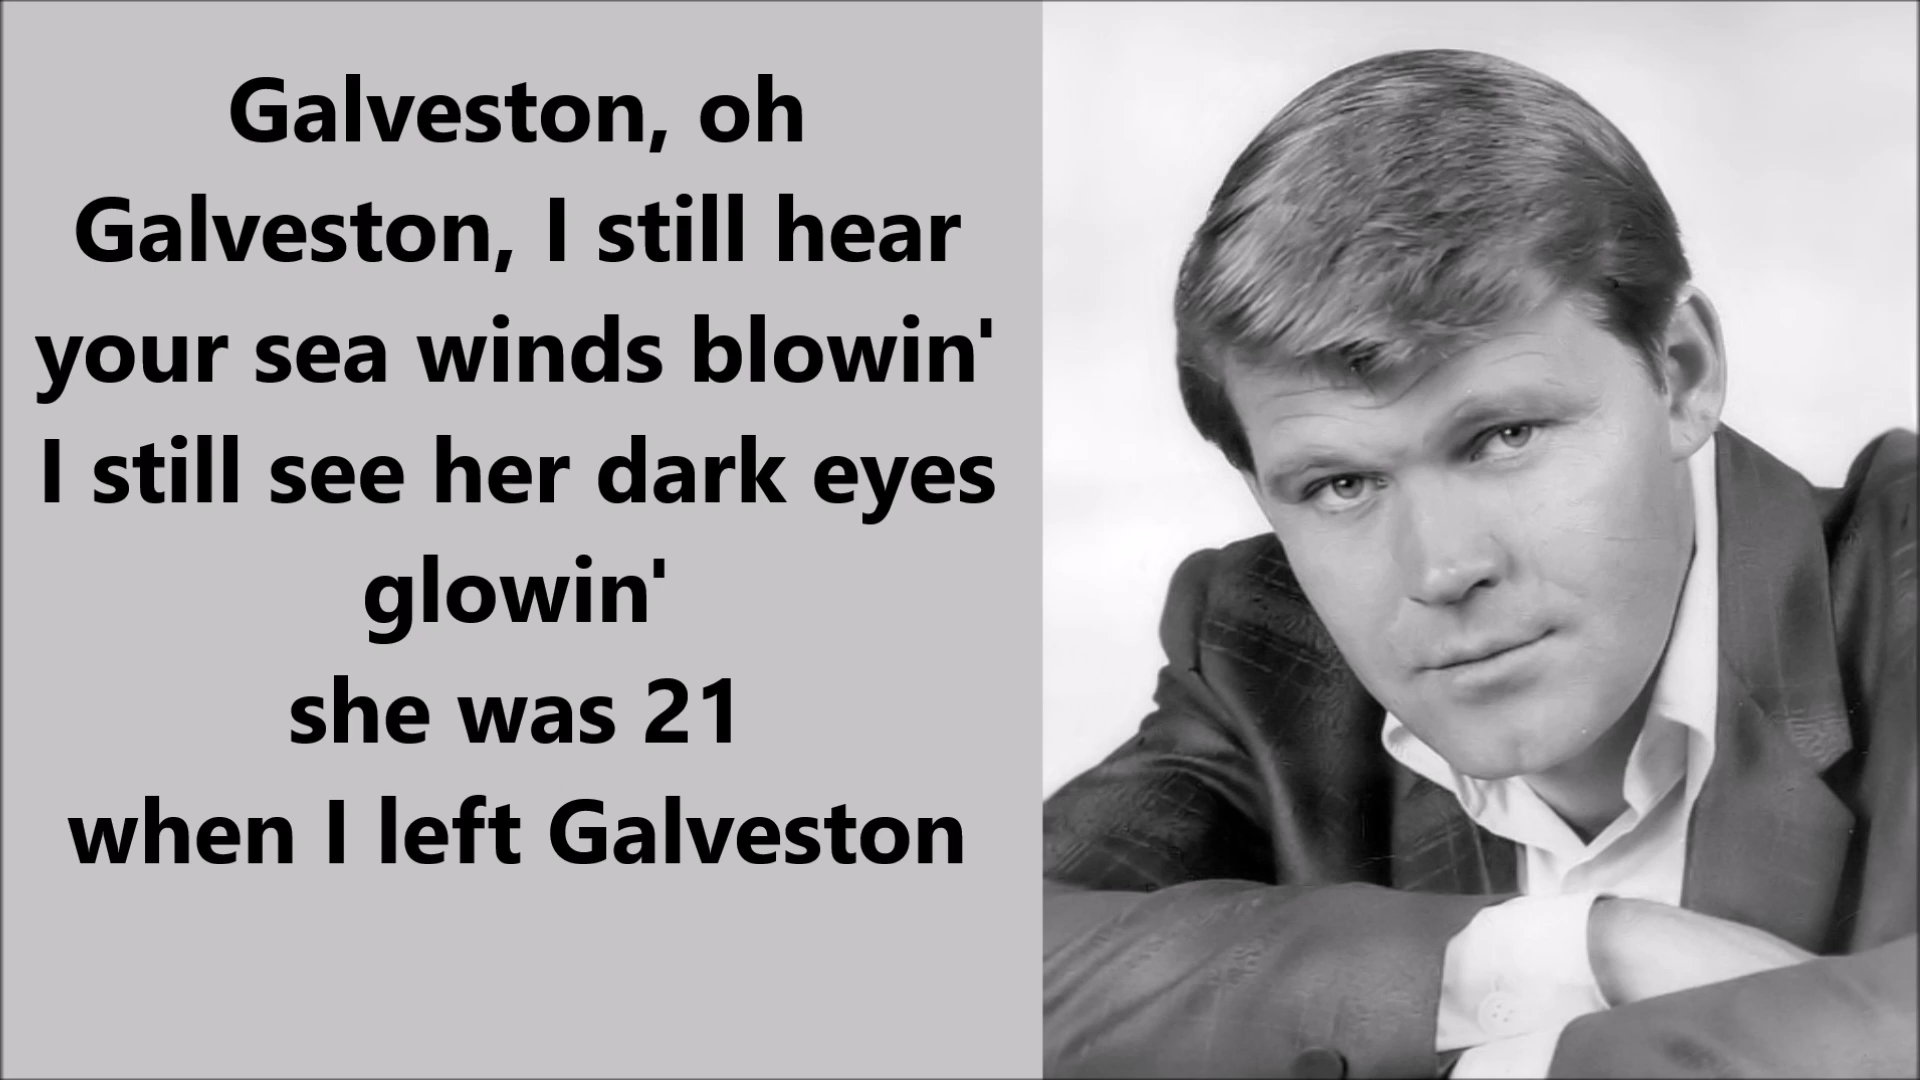 Galveston, oh
Galveston, I still hear
your sea winds blowin'
I still see her dark eyes
glowin'
she was 21
when I left Galveston